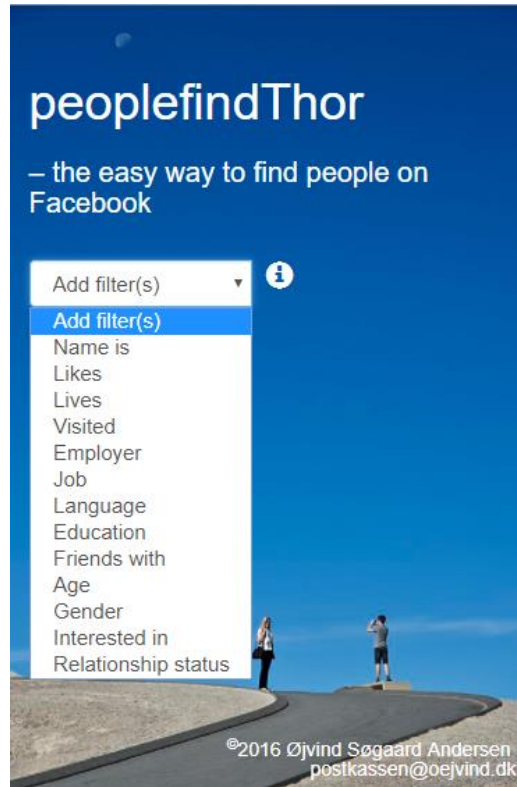 peoplefindThor
– the easy way to find people on
Facebook
Add filter(s)
Add filter(s)
Name is
Likes
Lives
Visited
Employer
Job
Language
Education
Friends with
Age
Gender
Interested in
Relationship status
©2016 Øjvind Søgaard Andersen
postkassen@oejvind.dk